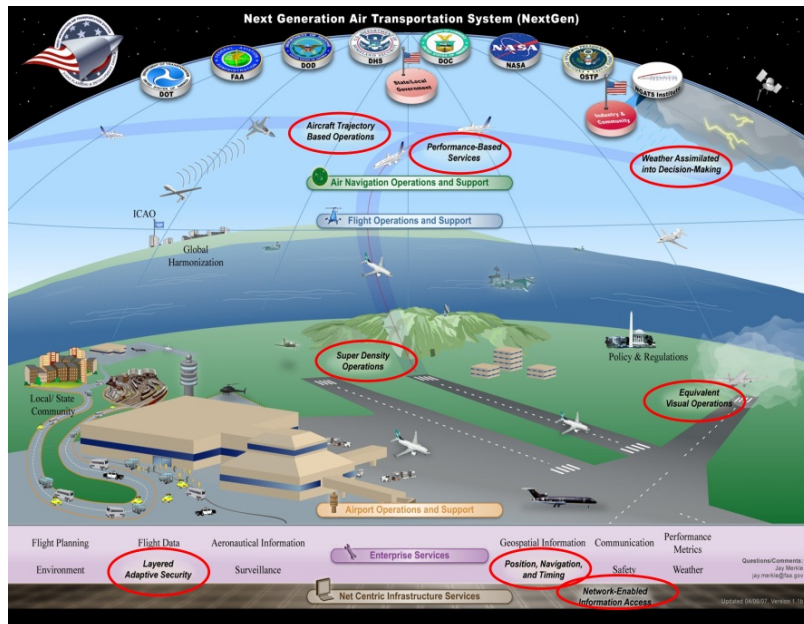 Next Generation Air Transportation System (NextGen)
DOT
FAA
DOD
DHS
DOC
NASA
OSTP
NGATS Institute
State/Local
Government
Industry &
Community
Aircraft Trajectory
Based Operations
Performance-Based
Services
Weather Assimilated
into Decision-Making
Air Navigation Operations and Support
Flight Operations and Support
ICAO
Global
Harmonization
Super Density
Operations
Policy & Regulations
Local/ State
Community
Equivalent
Visual Operations
Airport Operations and Support
Flight Planning
Flight Data
Aeronautical Information
Enterprise Services
Geospatial Information
Communication
Performance
Metrics
Environment
Layered
Adaptive Security
Surveillance
Position, Navigation,
and Timing
Safety
Weather
Questions/Comments:
Jay Merkle
jay.merkle@faa.gov
Net Centric Infrastructure Services
Network-Enabled
Information Access